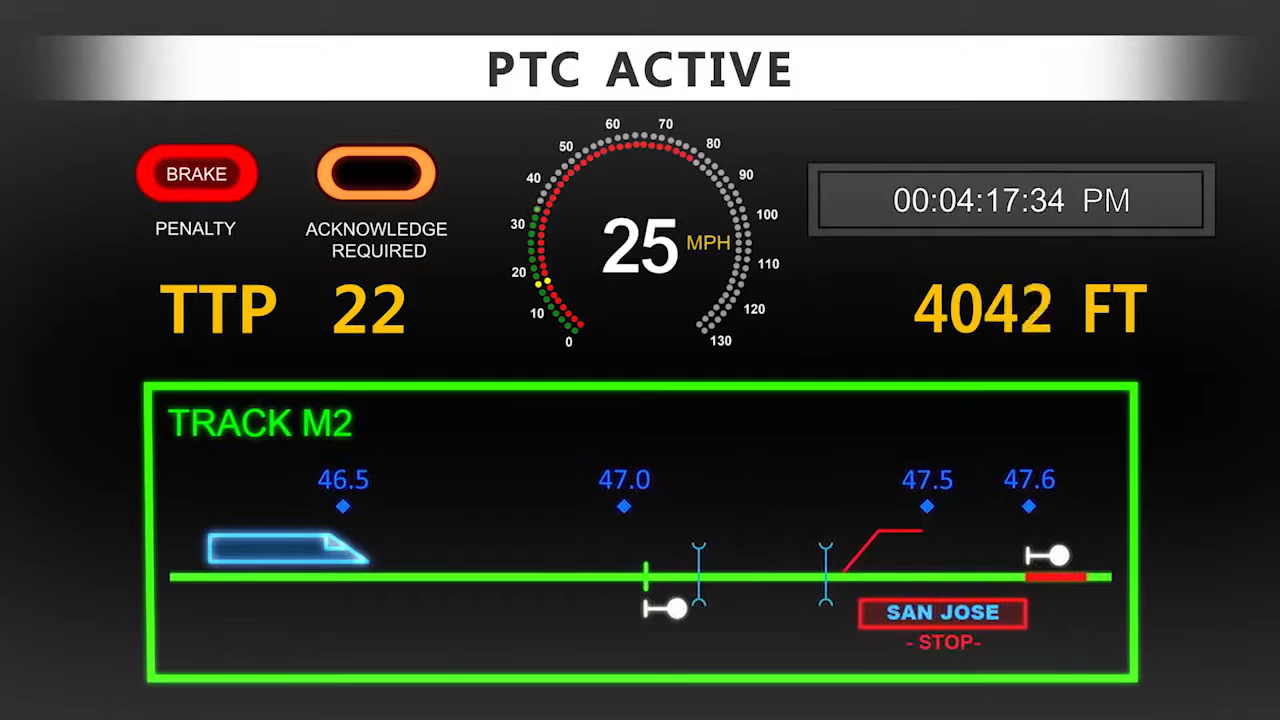 PTC ACTIVE
BRAKE
PENALTY
ACKNOWLEDGE
REQUIRED
TTP 22
0
10
20
30
40
50
60
70
80
90
100
110
120
130
25 MPH
00:04:17:34 PM
4042 FT
TRACK M2
46.5
47.0
47.5
47.6
SAN JOSE
- STOP-